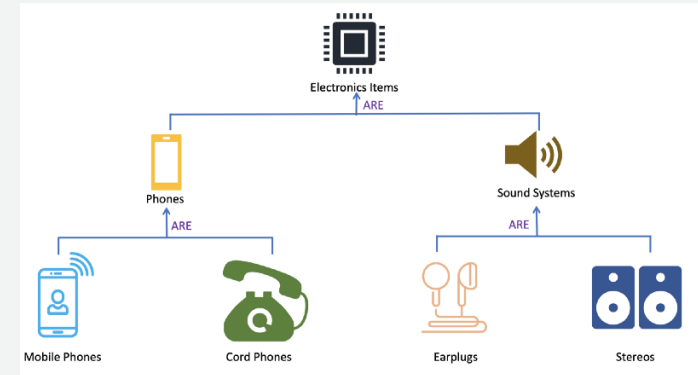 Electronics Items
ARE
Phones
Sound Systems
ARE
ARE
Mobile Phones
Cord Phones
Earplugs
Stereos